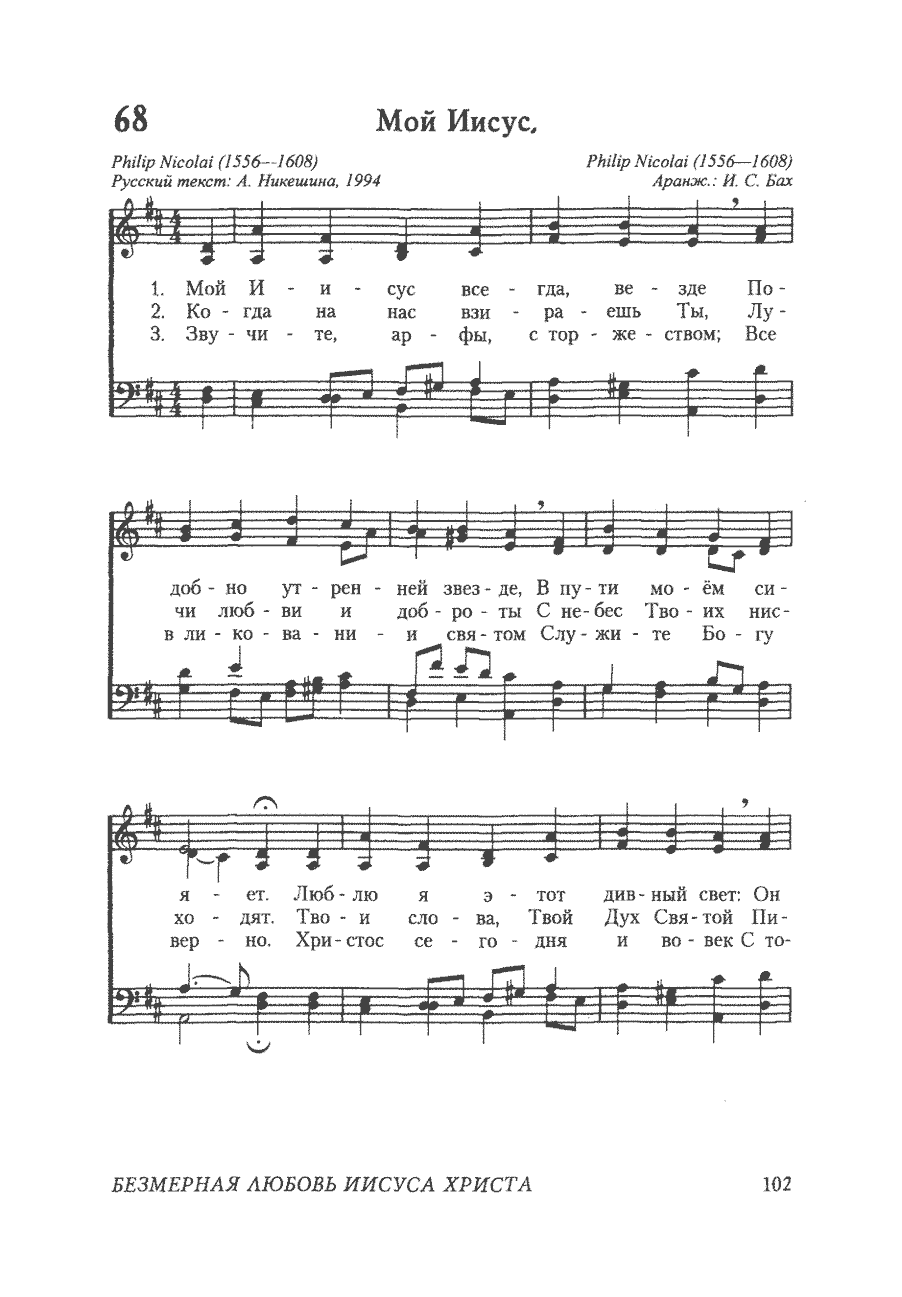 68
Мой Иисус,
Philip Nicolai (1556—1608)
Русский текст: А. Никешина, 1994
Philip Nicolai (1556—1608)
Аранж.: И. С. Бах
1. Мой И - и - сус все - гда, ве - зде По -
2. Ко - гда на нас взи - ра - ешь Ты, Лу -
3. Зву - чи - те, ар - фы, с тор - же - ством; Все
доб - но ут - рен - ней звез - де, В пу - ти мо - ём си -
чи люб - ви и доб - ро - ты С не - бес Тво - их нис -
в ли - ко - ва - ни - и свя - том Слу - жи - те Бо - гу
я - ет. Люб - лю я э - тот див - ный свет: Он
хо - дят. Тво - и сло - ва, Твой Дух Свя - той Пи -
вер - но. Хри - стос се - го - дня и во - век С то -
БЕЗМЕРНАЯ ЛЮБОВЬ ИИСУСА ХРИСТА
102